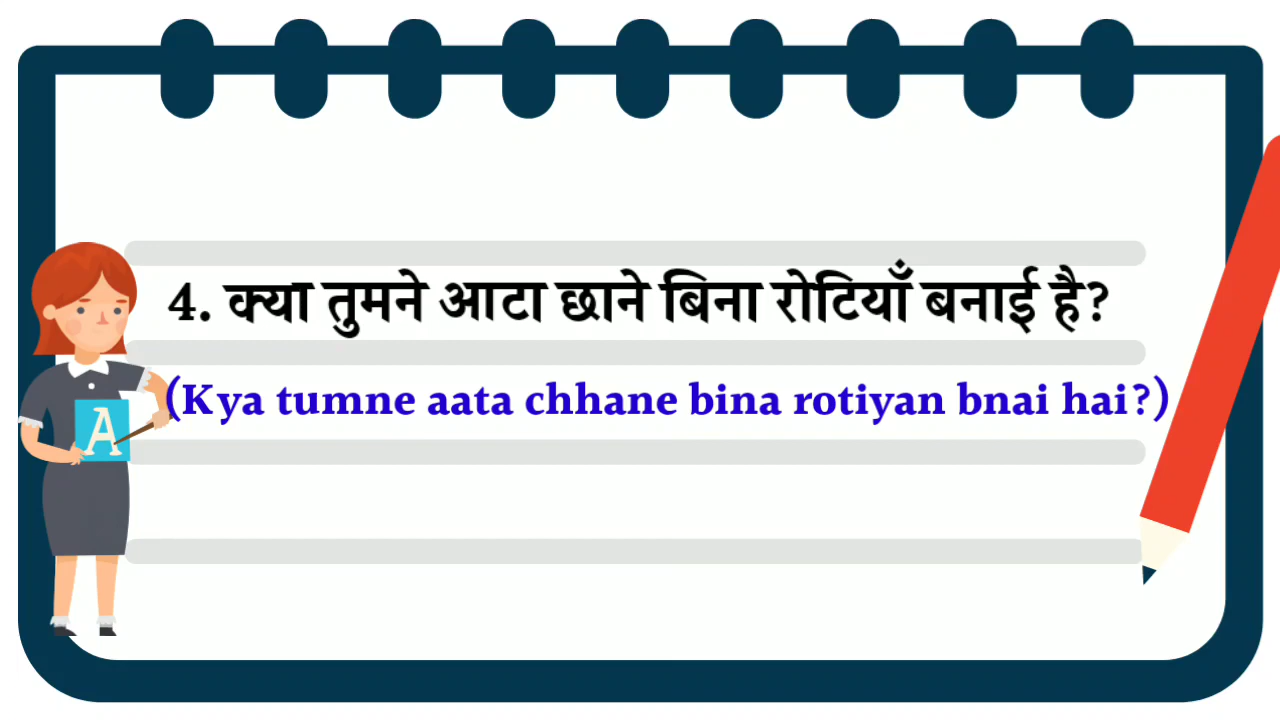 4. क्या तुमने आटा छाने बिना रोटियाँ बनाई है?
(Kya tumne aata chhane bina rotiyan bnai hai?)
A